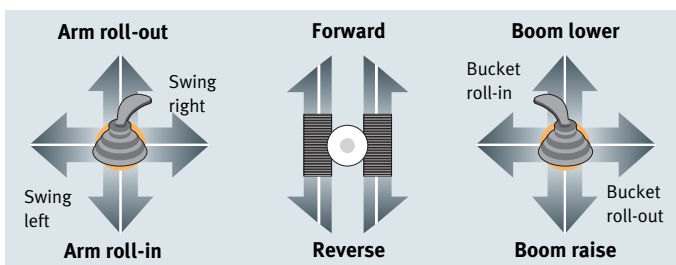 Arm roll-out
Swing
right
Swing
left
Arm roll-in
Forward
Reverse
Boom lower
Bucket
roll-in
Bucket
roll-out
Boom raise